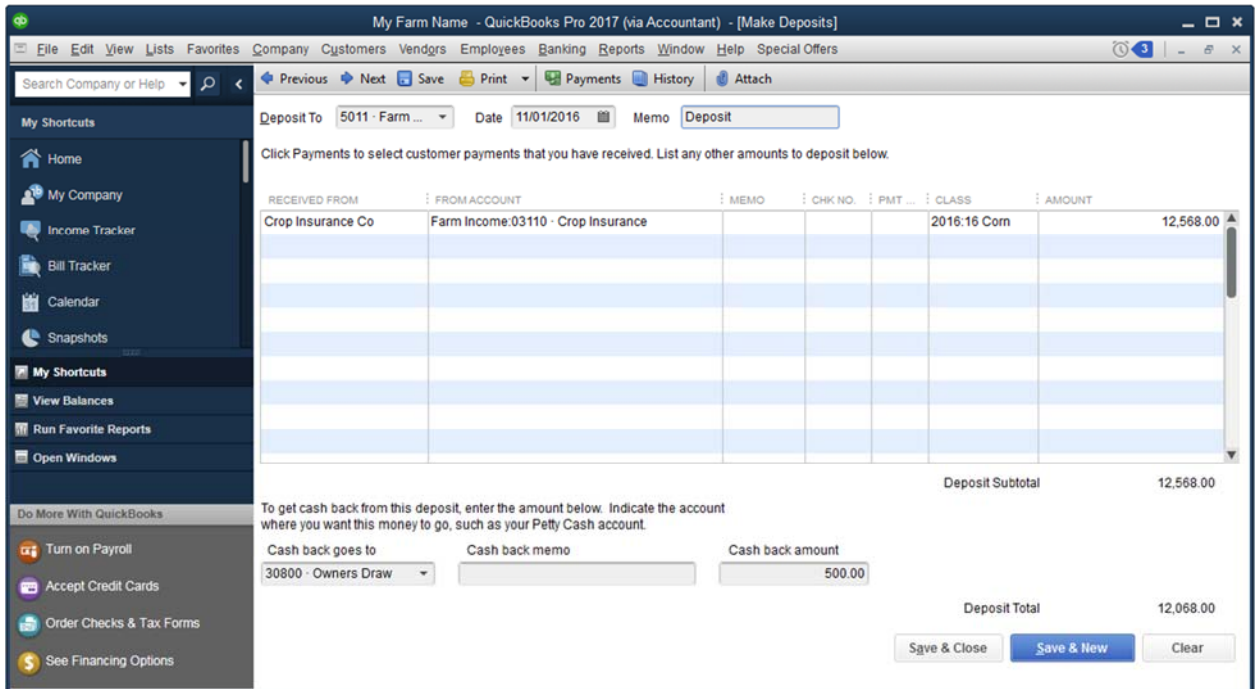 qb My Farm Name - QuickBooks Pro 2017 (via Accountant) - [Make Deposits]
File Edit View Lists Favorites Company Customers Vendors Employees Banking Reports Window Help Special Offers 3
Search Company or Help
Previous Next Save Print Payments History Attach
My Shortcuts
Home
My Company
Income Tracker
Bill Tracker
Calendar
Snapshots
My Shortcuts
View Balances
Run Favorite Reports
Open Windows
Do More With QuickBooks
Turn on Payroll
Accept Credit Cards
Order Checks & Tax Forms
See Financing Options
Deposit To 5011 · Farm ... Date 11/01/2016 Memo Deposit
Click Payments to select customer payments that you have received. List any other amounts to deposit below.
RECEIVED FROM FROM ACCOUNT MEMO CHK NO. PMT ... CLASS AMOUNT
Crop Insurance Co Farm Income:03110 · Crop Insurance 2016:16 Corn 12,568.00
Deposit Subtotal 12,568.00
To get cash back from this deposit, enter the amount below. Indicate the account
where you want this money to go, such as your Petty Cash account.
Cash back goes to Cash back memo Cash back amount
30800 · Owners Draw 500.00
Deposit Total 12,068.00
Save & Close Save & New Clear